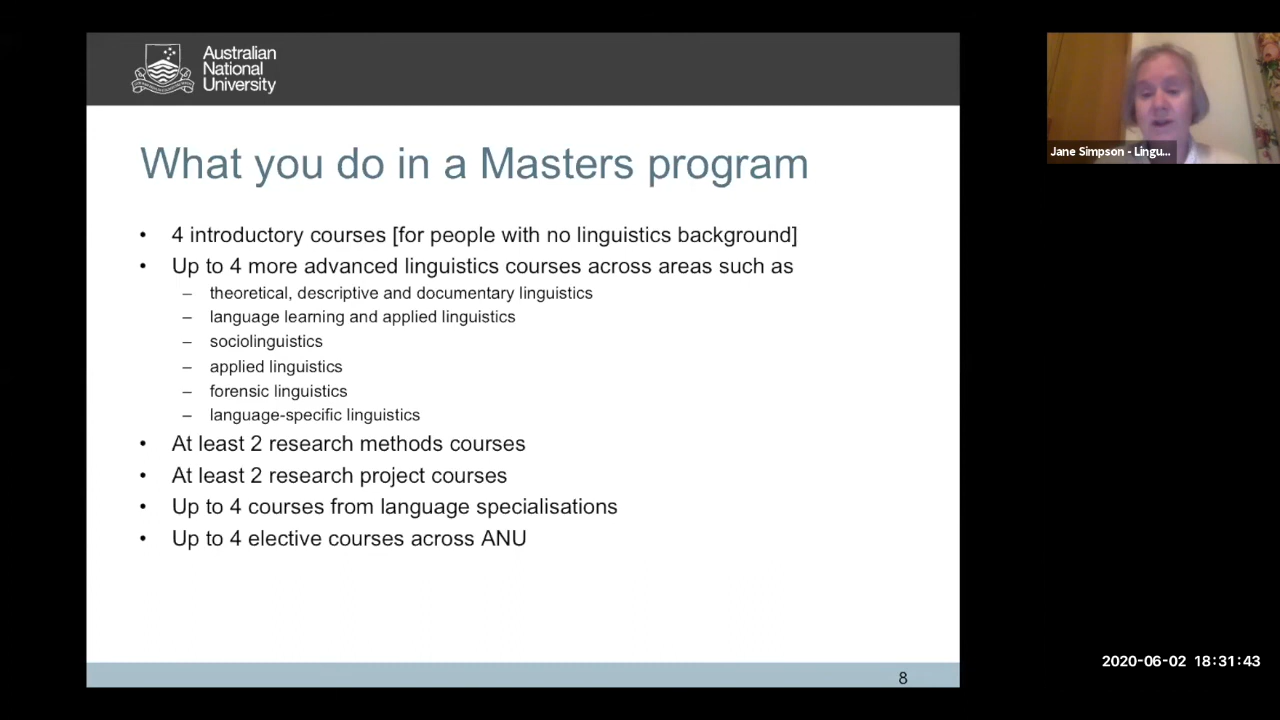 Australian
National
University
What you do in a Masters program
• 4 introductory courses [for people with no linguistics background]
• Up to 4 more advanced linguistics courses across areas such as
– theoretical, descriptive and documentary linguistics
– language learning and applied linguistics
– sociolinguistics
– applied linguistics
– forensic linguistics
– language-specific linguistics
• At least 2 research methods courses
• At least 2 research project courses
• Up to 4 courses from language specialisations
• Up to 4 elective courses across ANU
8
Jane Simpson - Lingu...
2020-06-02 18:31:43